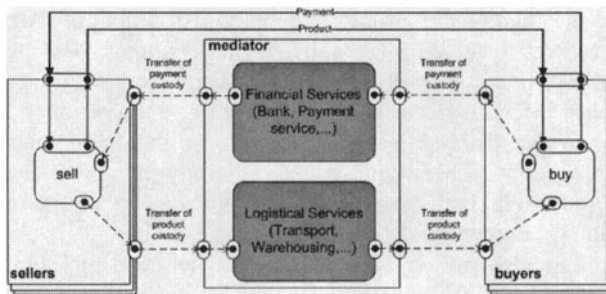 Payment
Product
mediator
Transfer of
payment
custody
Financial Services
(Bank, Payment
service,...)
Transfer of
payment
custody
sell
buy
Transfer of
product
custody
Logistical Services
(Transport,
Warehousing,...)
Transfer of
product
custody
sellers
buyers